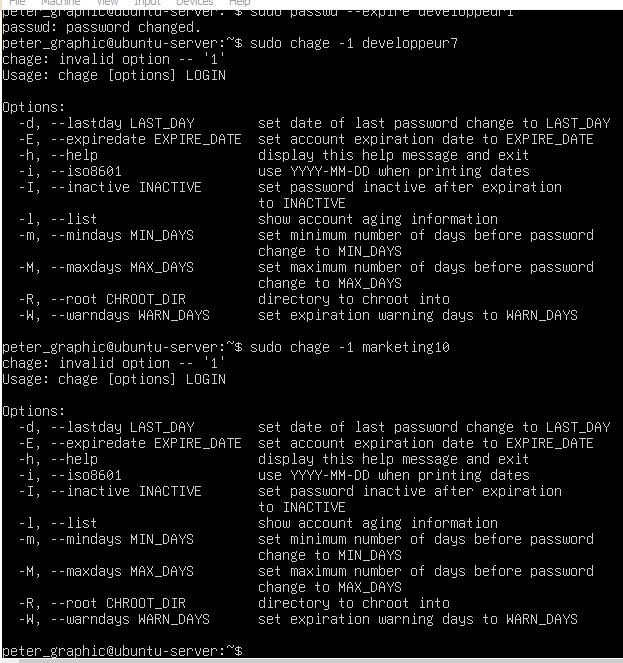 File Machine View Input Devices Help
peter_graphic@ubuntu-server:~$ sudo passwd --expire developpeur1
passwd: password changed.
peter_graphic@ubuntu-server:~$ sudo chage -1 developpeur7
chage: invalid option -- '1'
Usage: chage [options] LOGIN
Options:
-d, --lastday LAST_DAY set date of last password change to LAST_DAY
-E, --expiredate EXPIRE_DATE set account expiration date to EXPIRE_DATE
-h, --help display this help message and exit
-i, --iso8601 use YYYY-MM-DD when printing dates
-I, --inactive INACTIVE set password inactive after expiration
to INACTIVE
-l, --list show account aging information
-m, --mindays MIN_DAYS set minimum number of days before password
change to MIN_DAYS
-M, --maxdays MAX_DAYS set maximum number of days before password
change to MAX_DAYS
-R, --root CHROOT_DIR directory to chroot into
-W, --warndays WARN_DAYS set expiration warning days to WARN_DAYS
peter_graphic@ubuntu-server:~$ sudo chage -1 marketing10
chage: invalid option -- '1'
Usage: chage [options] LOGIN
Options:
-d, --lastday LAST_DAY set date of last password change to LAST_DAY
-E, --expiredate EXPIRE_DATE set account expiration date to EXPIRE_DATE
-h, --help display this help message and exit
-i, --iso8601 use YYYY-MM-DD when printing dates
-I, --inactive INACTIVE set password inactive after expiration
to INACTIVE
-l, --list show account aging information
-m, --mindays MIN_DAYS set minimum number of days before password
change to MIN_DAYS
-M, --maxdays MAX_DAYS set maximum number of days before password
change to MAX_DAYS
-R, --root CHROOT_DIR directory to chroot into
-W, --warndays WARN_DAYS set expiration warning days to WARN_DAYS
peter_graphic@ubuntu-server:~$